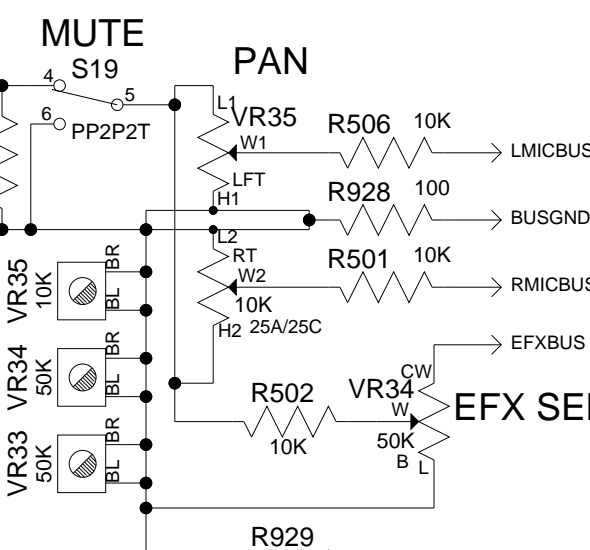 MUTE
PAN
4
S19
5
6
PP2P2T
L1
VR35
W1
LFT
H1
R506
10K
LMICBUS
R928
100
BUSGND
L2
RT
W2
10K
H2
25A/25C
R501
10K
RMICBUS
VR35
10K
BR
BL
VR34
50K
BR
BL
VR33
50K
BR
BL
EFXBUS
CW
VR34
W
50K
B
L
R502
10K
R929